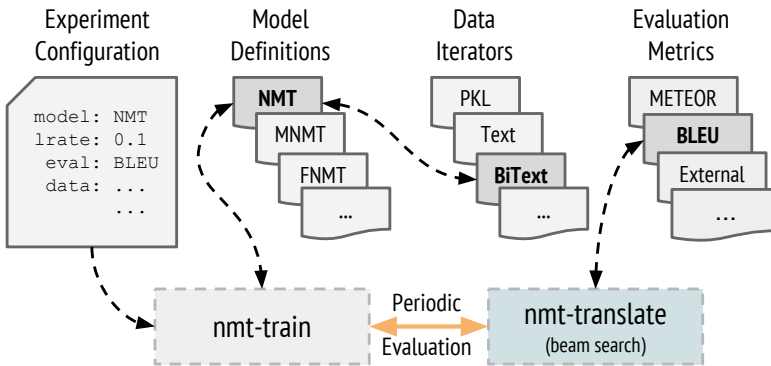 Experiment
Configuration
Model
Definitions
Data
Iterators
Evaluation
Metrics
model: NMT
lrate: 0.1
eval: BLEU
data: ...
...
NMT
MNMT
FNMT
...
PKL
Text
BiText
...
METEOR
BLEU
External
...
nmt-train
Periodic
Evaluation
nmt-translate
(beam search)